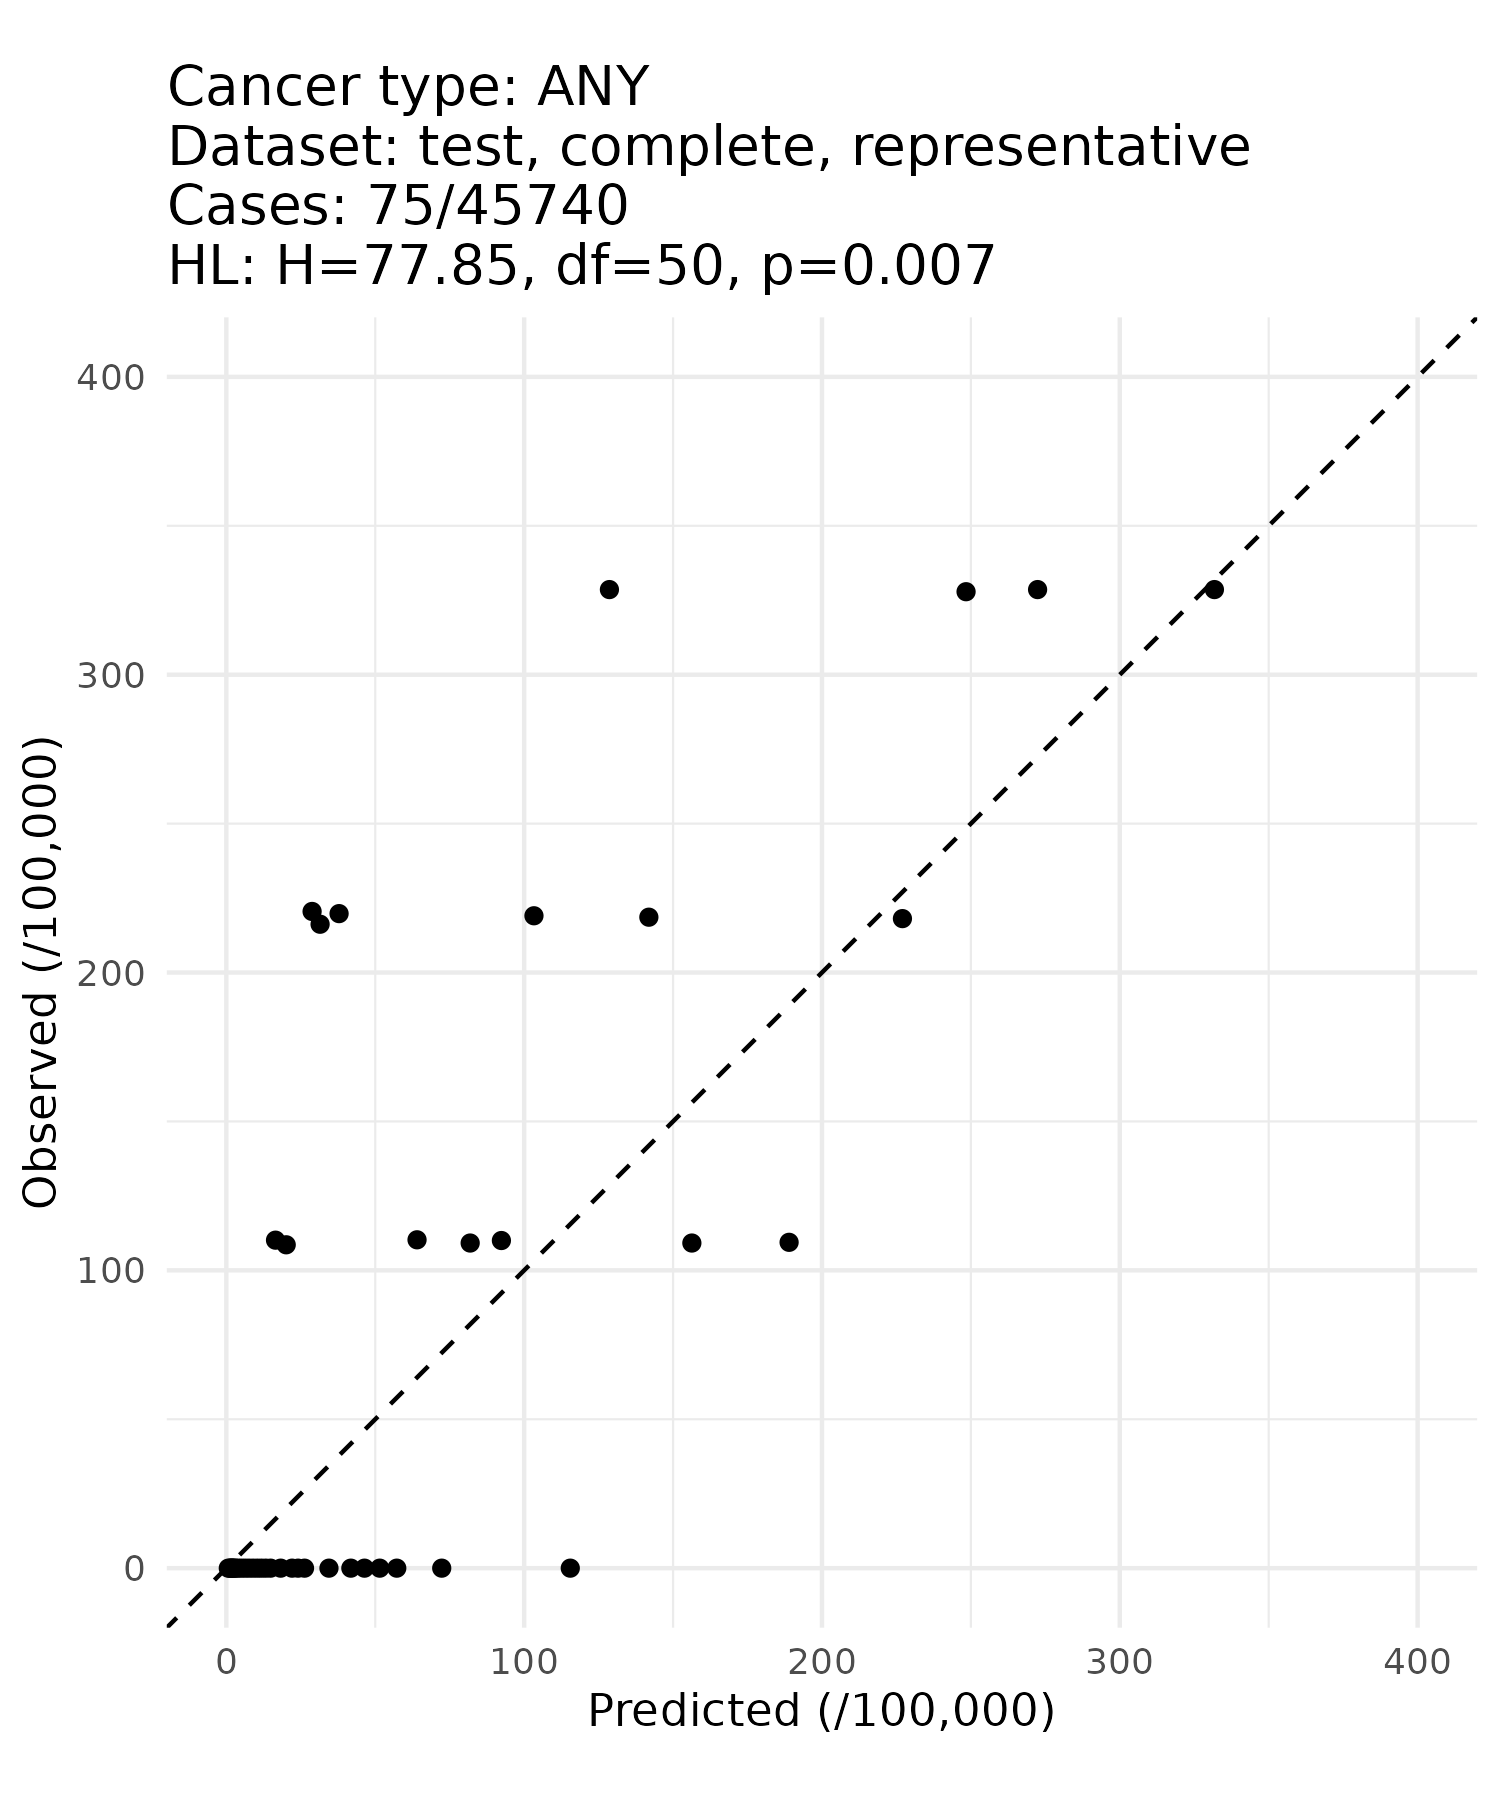 Cancer type: ANY
Dataset: test, complete, representative
Cases: 75/45740
HL: H=77.85, df=50, p=0.007
Observed (/100,000)
400
300
200
100
0
0 100 200 300 400
Predicted (/100,000)